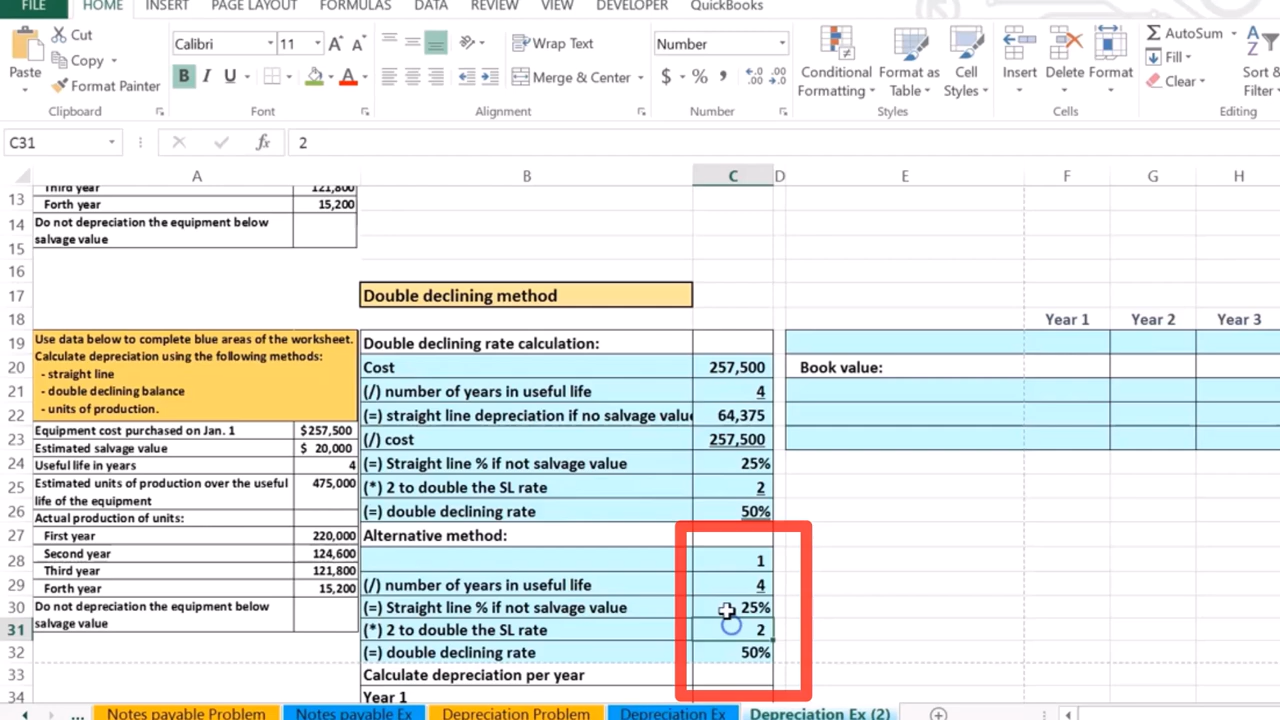 FILE HOME INSERT PAGE LAYOUT FORMULAS DATA REVIEW VIEW DEVELOPER QuickBooks
Paste
Cut
Copy
Format Painter
Clipboard
Calibri 11
B I U
Font
Wrap Text
Merge & Center
Alignment
Number
$ % ,
Number
Conditional Formatting
Format as Table
Cell Styles
Styles
Insert Delete Format
Cells
AutoSum
Fill
Clear
Sort & Filter
Editing
C31 fx 2
A B C D E F G H
13 Third year 121,800
Forth year 15,200
14 Do not depreciation the equipment below
15 salvage value
16
17 Double declining method
18 Year 1 Year 2 Year 3
19 Use data below to complete blue areas of the worksheet. Double declining rate calculation:
Calculate depreciation using the following methods:
20 Cost 257,500 Book value:
- straight line
21 - double declining balance (/) number of years in useful life 4
22 - units of production. (=) straight line depreciation if no salvage value 64,375
Equipment cost purchased on Jan. 1 $257,500
23 (/) cost 257,500
Estimated salvage value $ 20,000
24 Useful life in years 4 (=) Straight line % if not salvage value 25%
25 Estimated units of production over the useful 475,000 (*) 2 to double the SL rate 2
life of the equipment
26 Actual production of units: (=) double declining rate 50%
27 First year 220,000 Alternative method:
28 Second year 124,600 1
Third year 121,800
29 Forth year 15,200 (/) number of years in useful life 4
30 Do not depreciation the equipment below (=) Straight line % if not salvage value 25%
31 salvage value (*) 2 to double the SL rate 2
32 (=) double declining rate 50%
33 Calculate depreciation per year
34 Year 1
... Notes payable Problem Notes payable Ex Depreciation Problem Depreciation Ex Depreciation Ex (2)